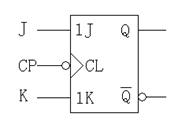 J 1J Q
CP CL
K 1K Q̅